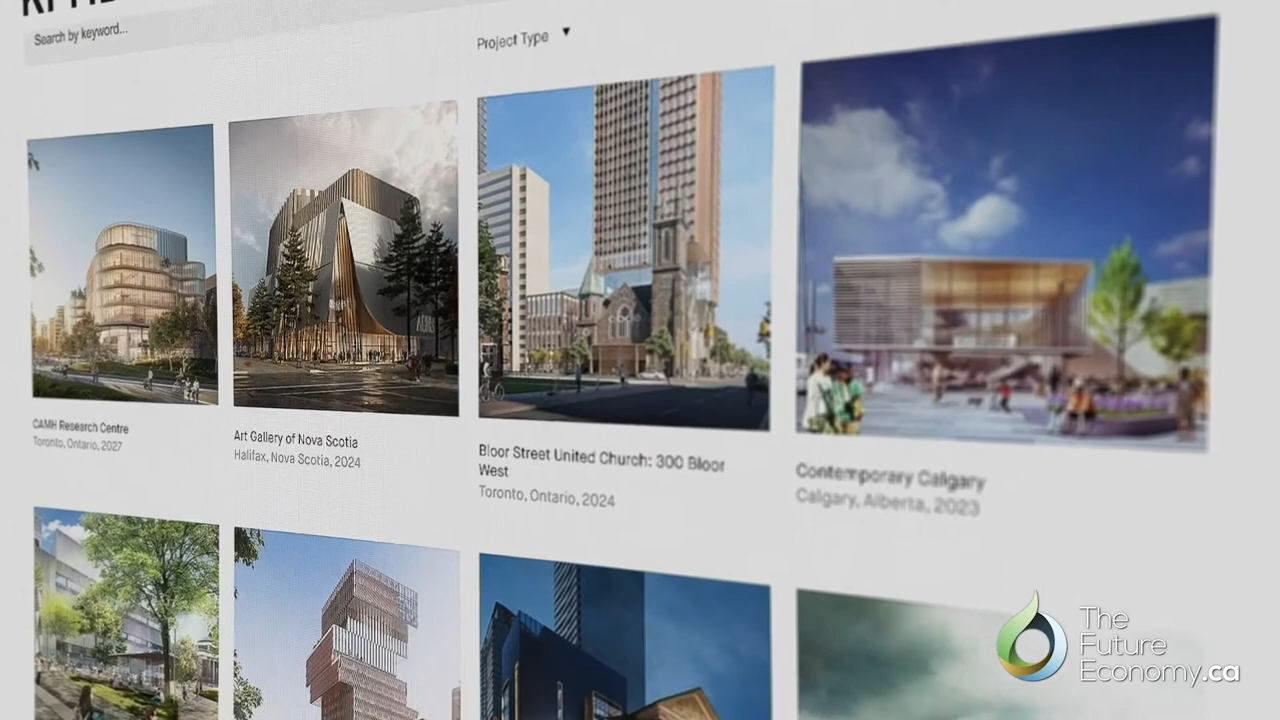 Search by keyword...
Project Type
CAMH Research Centre
Toronto, Ontario, 2027
Art Gallery of Nova Scotia
Halifax, Nova Scotia, 2024
Bloor Street United Church: 300 Bloor
West
Toronto, Ontario, 2024
Contemporary Calgary
Calgary, Alberta, 2023
The
Future
Economy.ca